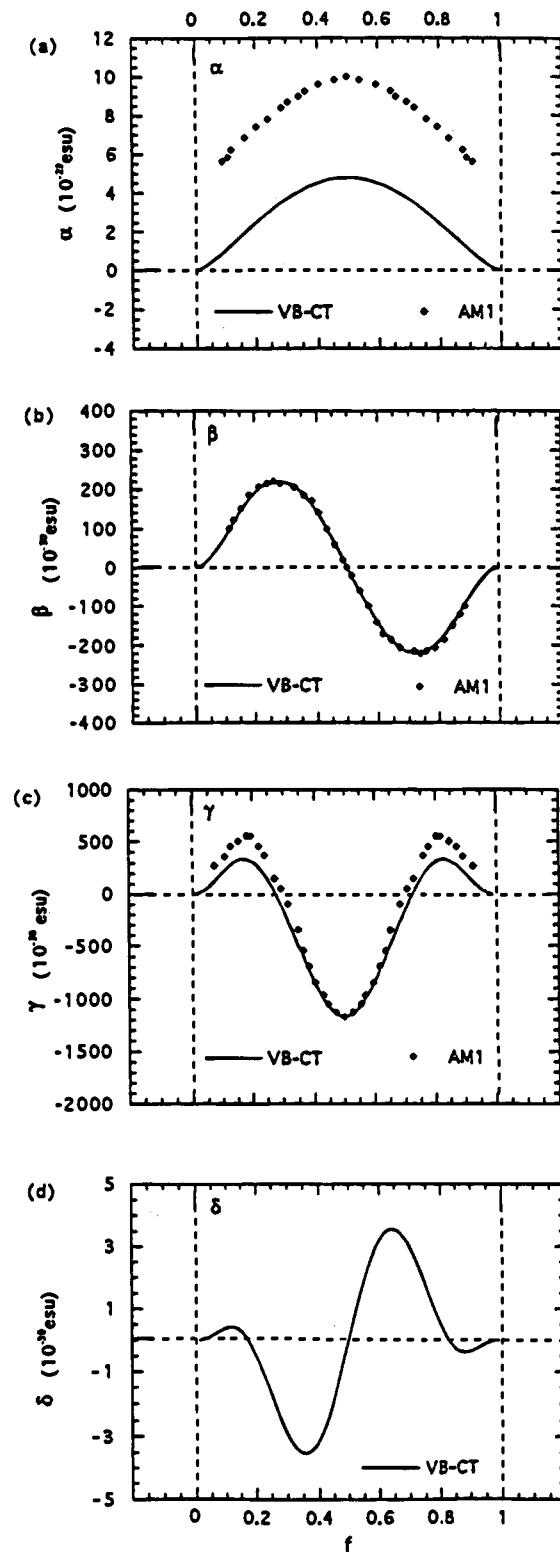 0 0.2 0.4 0.6 0.8 1
(a)
12
10
8
6
4
2
0
-2
-4
α
α (10⁻²³esu)
VB-CT
AM1
(b)
400
300
200
100
0
-100
-200
-300
-400
β
β (10⁻³⁰esu)
VB-CT
AM1
(c)
1000
500
0
-500
-1000
-1500
-2000
γ
γ (10⁻³⁶ esu)
VB-CT
AM1
(d)
5
3
1
-1
-3
-5
δ
VB-CT
0 0.2 0.4 0.6 0.8 1
f